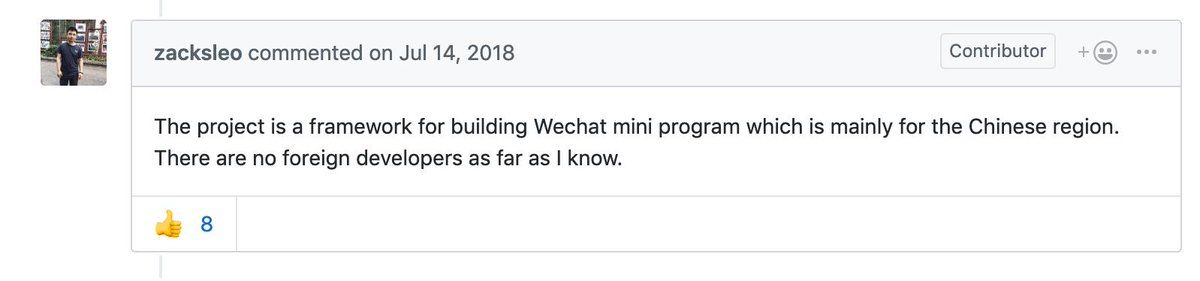 zacksleo commented on Jul 14, 2018 Contributor
The project is a framework for building Wechat mini program which is mainly for the Chinese region.
There are no foreign developers as far as I know.
8